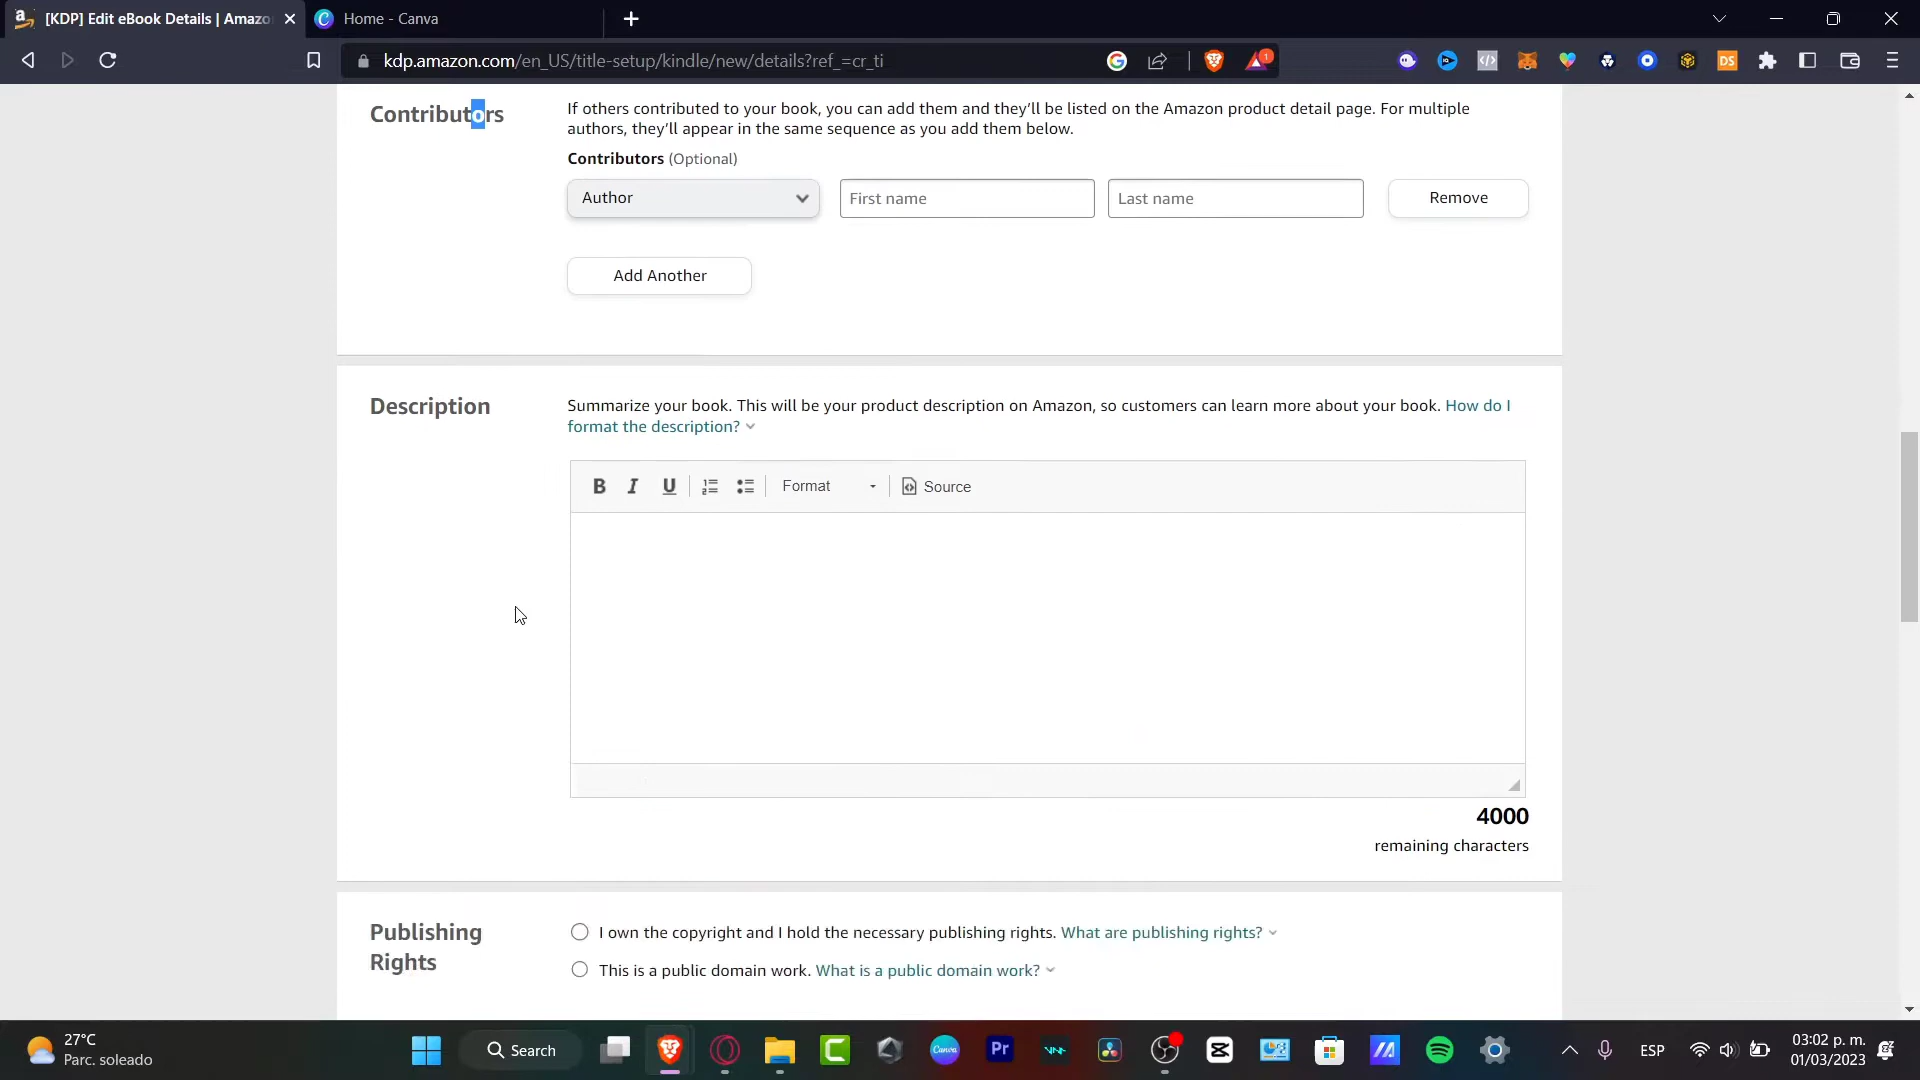 [KDP] Edit eBook Details | Amazo
Home - Canva
kdp.amazon.com/en_US/title-setup/kindle/new/details?ref_=cr_ti
1
DS
Contributors
If others contributed to your book, you can add them and they'll be listed on the Amazon product detail page. For multiple
authors, they'll appear in the same sequence as you add them below.
Contributors (Optional)
Author
First name
Last name
Remove
Add Another
Description
Summarize your book. This will be your product description on Amazon, so customers can learn more about your book. How do I
format the description?
B I U
Format
Source
4000
remaining characters
Publishing
Rights
I own the copyright and I hold the necessary publishing rights. What are publishing rights?
This is a public domain work. What is a public domain work?
27°C
Parc. soleado
Search
Canva
Pr
ESP
03:02 p. m.
01/03/2023